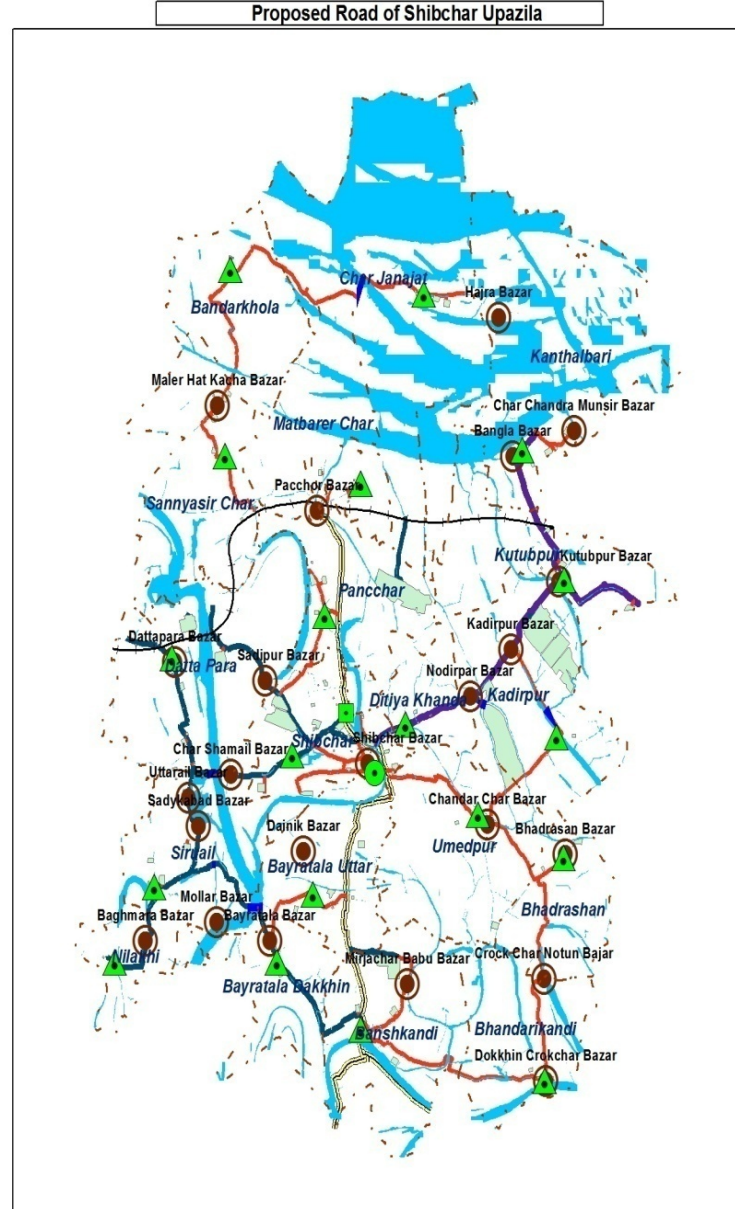 Proposed Road of Shibchar Upazila
Char Janajat
Hajra Bazar
Bandarkhola
Kanthalbari
Maler Hat Kacha Bazar
Char Chandra Munsir Bazar
Matbarer Char
Bangla Bazar
Pacchor Bazar
Sannyasir Char
Kutubpur
Kutubpur Bazar
Pancchar
Kadirpur Bazar
Dattapara Bazar
Sadipur Bazar
Datta Para
Nodirpar Bazar
Ditiya Khanda
Kadirpur
Shibchar
Shibchar Bazar
Char Shamail Bazar
Uttarail Bazar
Sadykabad Bazar
Chandar Char Bazar
Dajnik Bazar
Bhadrasan Bazar
Umedpur
Siruail
Bayratala Uttar
Mollar Bazar
Baghmara Bazar
Bayratala Bazar
Bhadrashan
Nilakhi
Mirjachar Babu Bazar
Crock Char Notun Bajar
Bayratala Dakkhin
Banshkandi
Bhandarikandi
Dokkhin Crokchar Bazar